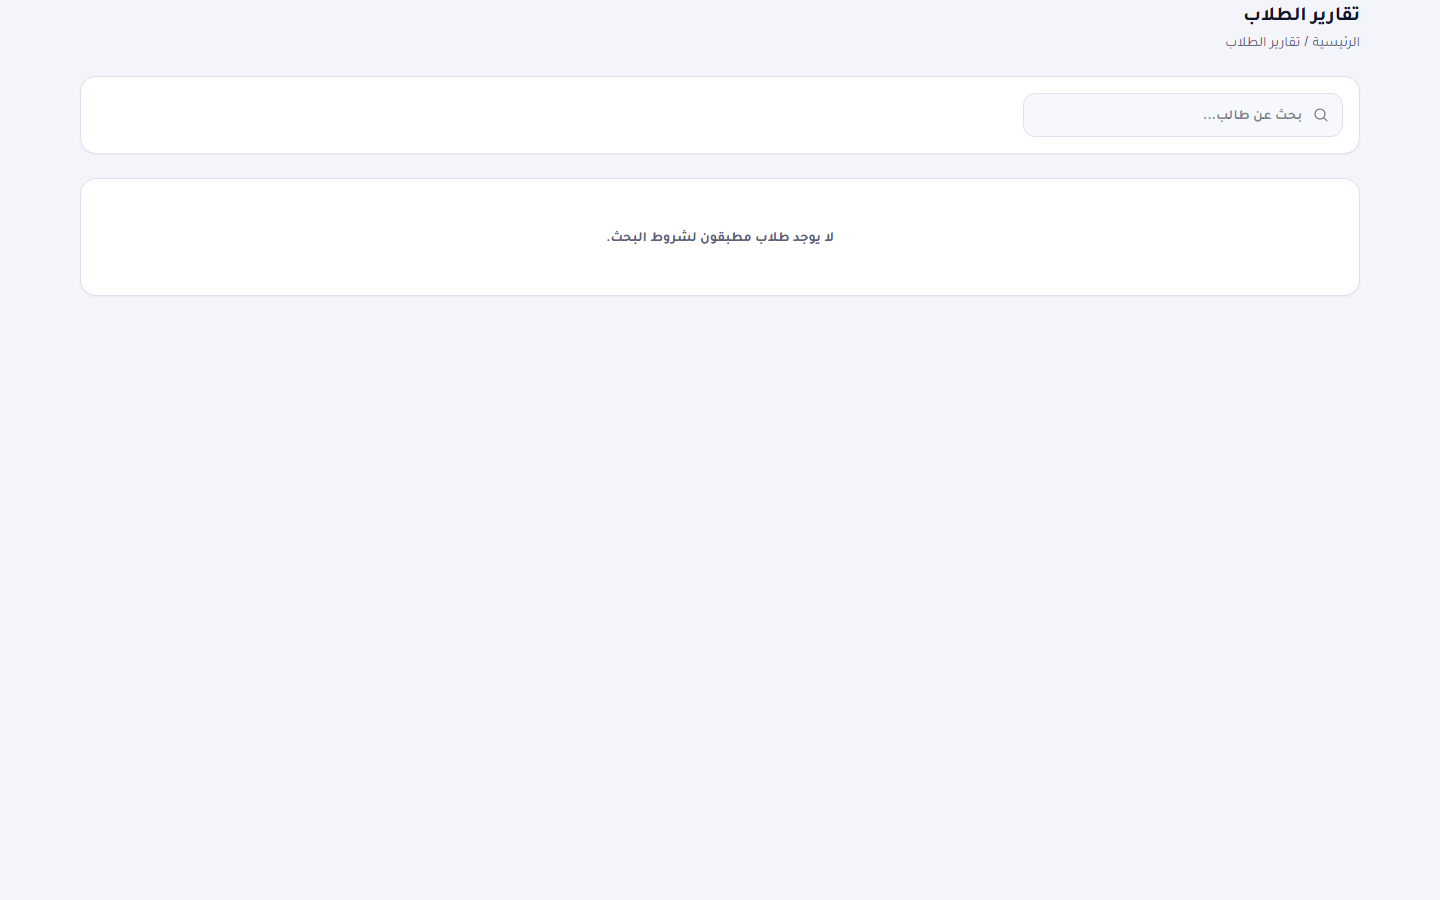 تقارير الطلاب
الرئيسية / تقارير الطلاب
بحث عن طالب...
لا يوجد طلاب مطبقون لشروط البحث.